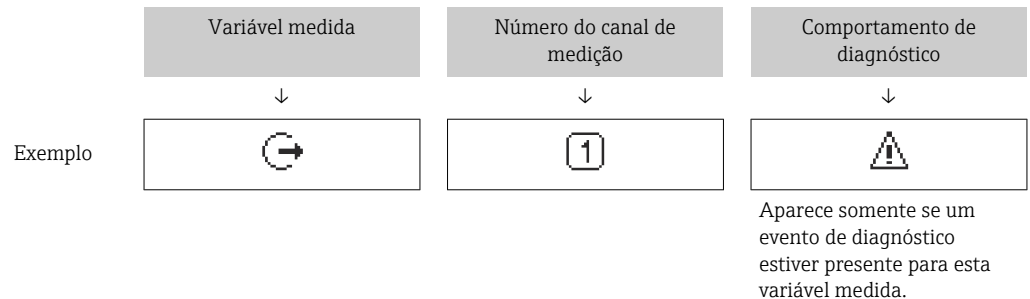 Variável medida
Número do canal de
medição
Comportamento de
diagnóstico
↓
↓
↓
Exemplo
1
Aparece somente se um
evento de diagnóstico
estiver presente para esta
variável medida.